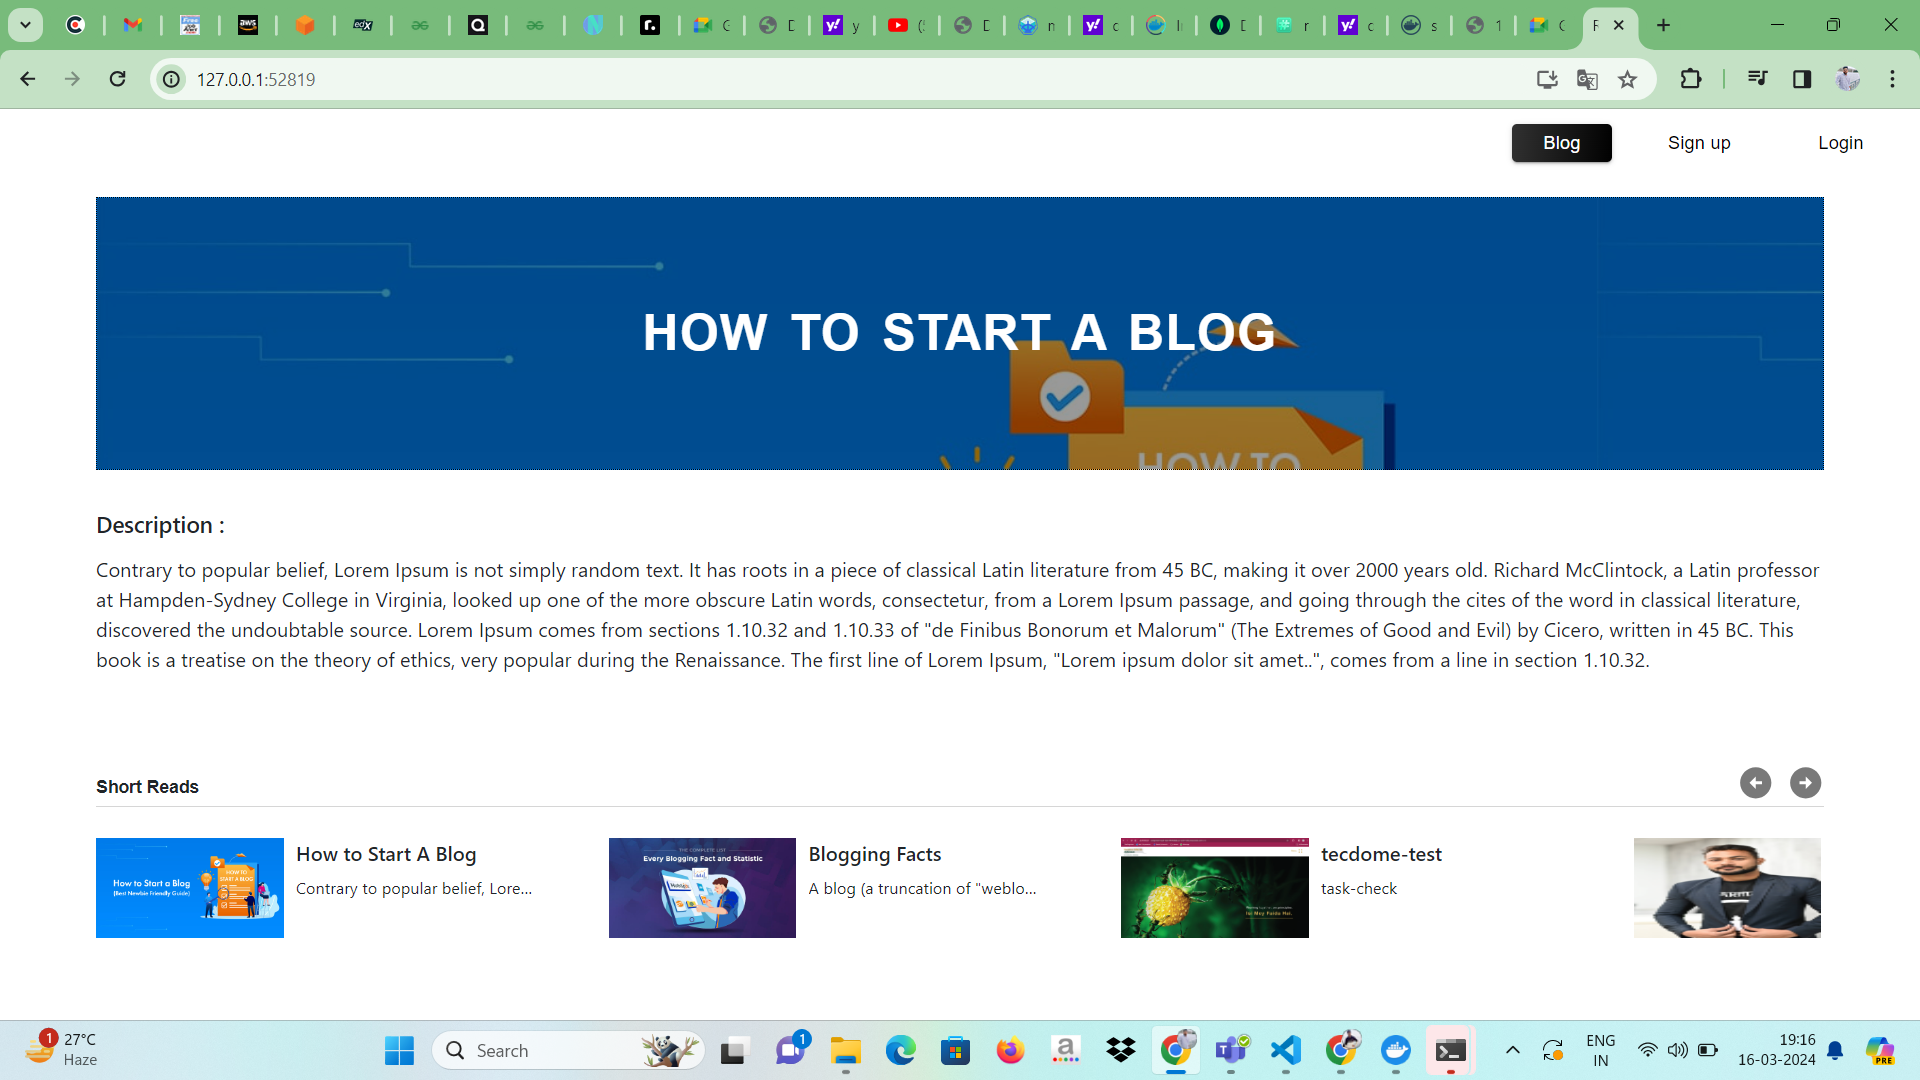 127.0.0.1:52819
Blog
Sign up
Login
HOW TO START A BLOG
HOW TO
Description :
Contrary to popular belief, Lorem Ipsum is not simply random text. It has roots in a piece of classical Latin literature from 45 BC, making it over 2000 years old. Richard McClintock, a Latin professor
at Hampden-Sydney College in Virginia, looked up one of the more obscure Latin words, consectetur, from a Lorem Ipsum passage, and going through the cites of the word in classical literature,
discovered the undoubtable source. Lorem Ipsum comes from sections 1.10.32 and 1.10.33 of "de Finibus Bonorum et Malorum" (The Extremes of Good and Evil) by Cicero, written in 45 BC. This
book is a treatise on the theory of ethics, very popular during the Renaissance. The first line of Lorem Ipsum, "Lorem ipsum dolor sit amet..", comes from a line in section 1.10.32.
Short Reads
How to Start a Blog
[Best Newbie Friendly Guide]
HOW TO
START A
BLOG
How to Start A Blog
Contrary to popular belief, Lore...
THE COMPLETE LIST
Every Blogging Fact and Statistic
Blogging Facts
A blog (a truncation of "weblo...
tecdome-test
task-check
1
27°C
Haze
Search
1
ENG
IN
19:16
16-03-2024
PRE